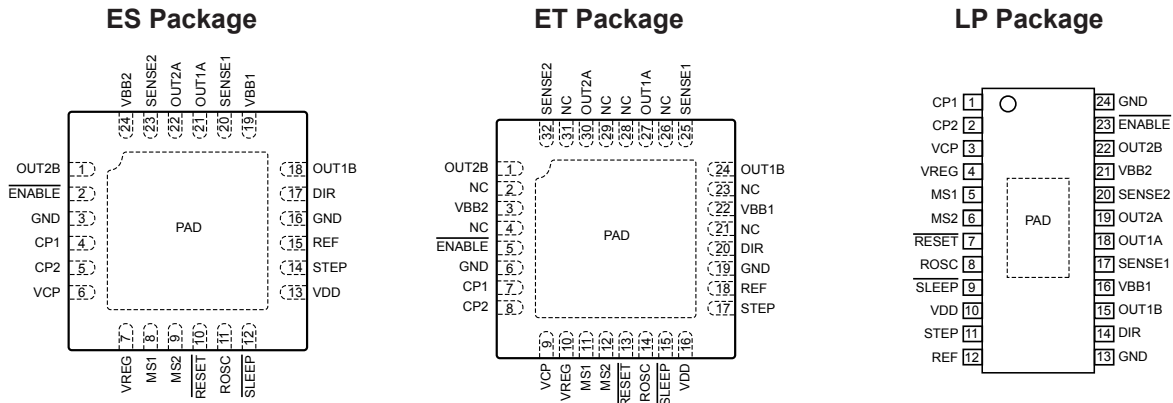 ES Package
ET Package
LP Package
VBB2
SENSE2
OUT2A
OUT1A
SENSE1
VBB1
24
23
22
21
20
19
OUT2B 1
ENABLE 2
GND 3
CP1 4
CP2 5
VCP 6
18 OUT1B
17 DIR
16 GND
15 REF
14 STEP
13 VDD
PAD
7
8
9
10
11
12
VREG
MS1
MS2
RESET
ROSC
SLEEP
SENSE2
NC
OUT2A
NC
NC
OUT1A
NC
SENSE1
32
31
30
29
28
27
26
25
OUT2B 1
NC 2
VBB2 3
NC 4
ENABLE 5
GND 6
CP1 7
CP2 8
24 OUT1B
23 NC
22 VBB1
21 NC
20 DIR
19 GND
18 REF
17 STEP
PAD
9
10
11
12
13
14
15
16
VCP
VREG
MS1
MS2
RESET
ROSC
SLEEP
VDD
CP1 1
CP2 2
VCP 3
VREG 4
MS1 5
MS2 6
RESET 7
ROSC 8
SLEEP 9
VDD 10
STEP 11
REF 12
PAD
24 GND
23 ENABLE
22 OUT2B
21 VBB2
20 SENSE2
19 OUT2A
18 OUT1A
17 SENSE1
16 VBB1
15 OUT1B
14 DIR
13 GND